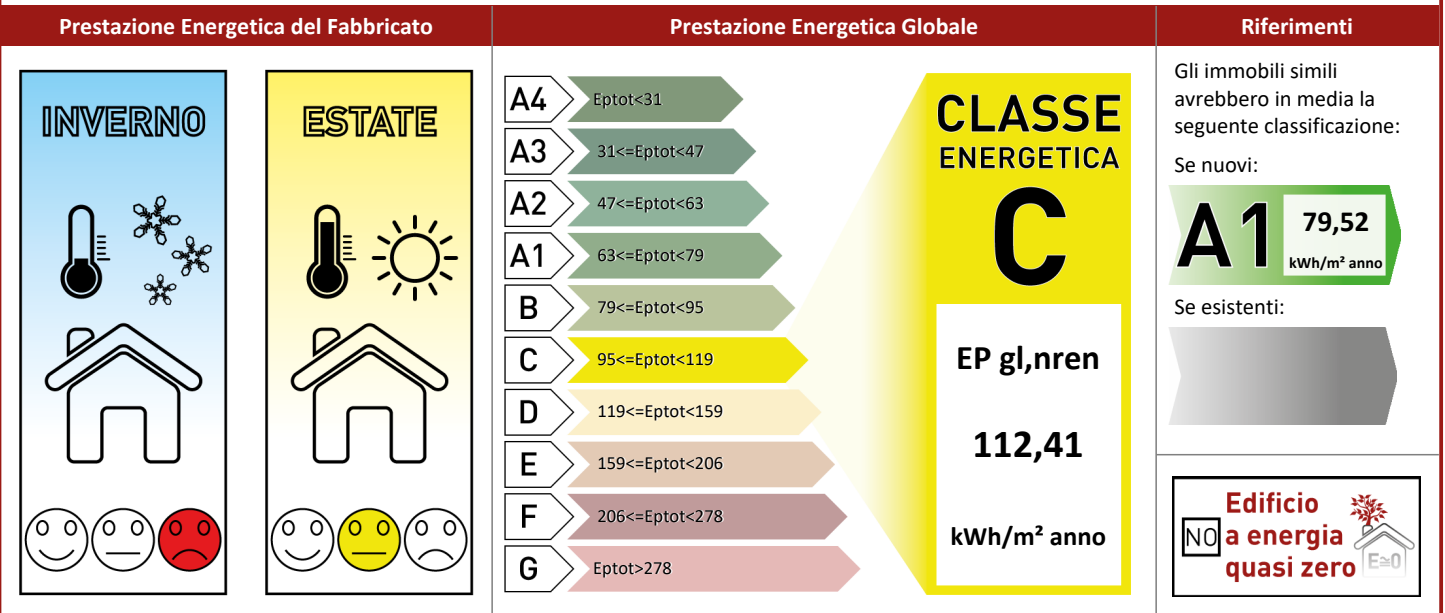 Prestazione Energetica del Fabbricato
Prestazione Energetica Globale
Riferimenti
INVERNO
ESTATE
A4
Eptot<31
A3
31<=Eptot<47
A2
47<=Eptot<63
A1
63<=Eptot<79
B
79<=Eptot<95
C
95<=Eptot<119
D
119<=Eptot<159
E
159<=Eptot<206
F
206<=Eptot<278
G
Eptot>278
CLASSE
ENERGETICA
C
EP gl,nren
112,41
kWh/m² anno
Gli immobili simili
avrebbero in media la
seguente classificazione:
Se nuovi:
A1
79,52
kWh/m² anno
Se esistenti:
Edificio
NO a energia
quasi zero
E≃0